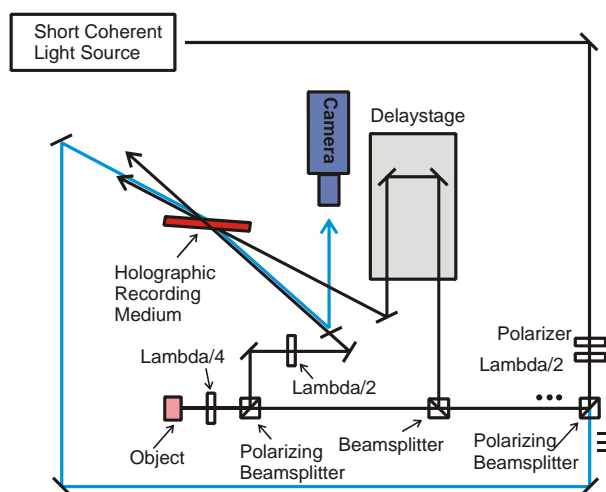 Short Coherent
Light Source
Camera
Delaystage
Holographic
Recording
Medium
Polarizer
Lambda/2
Lambda/4
Lambda/2
Object
Polarizing
Beamsplitter
Beamsplitter
Polarizing
Beamsplitter